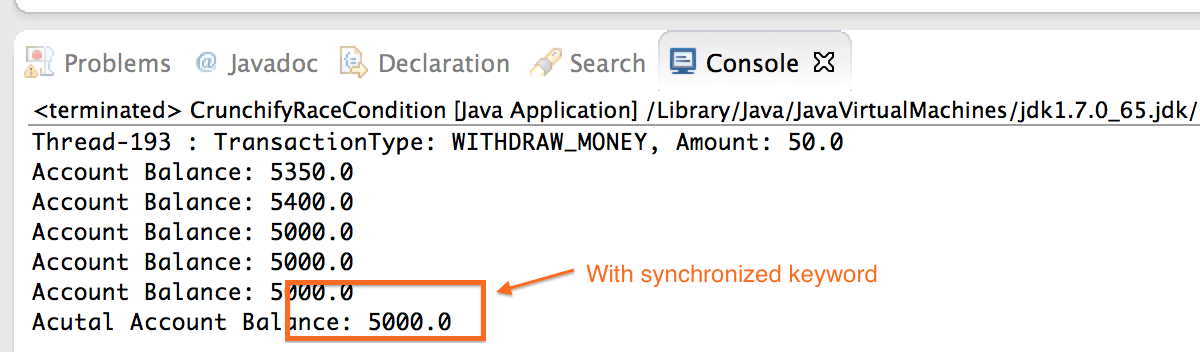 Problems @ Javadoc Declaration Search Console
<terminated> CrunchifyRaceCondition [Java Application] /Library/Java/JavaVirtualMachines/jdk1.7.0_65.jdk/
Thread-193 : TransactionType: WITHDRAW_MONEY, Amount: 50.0
Account Balance: 5350.0
Account Balance: 5400.0
Account Balance: 5000.0
Account Balance: 5000.0
With synchronized keyword
Account Balance: 5000.0
Acutal Account Balance: 5000.0